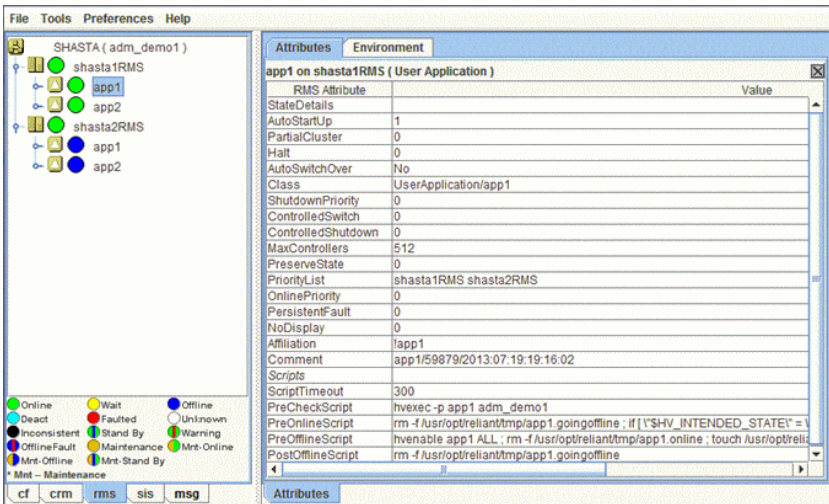 File Tools Preferences Help
SHASTA ( adm_demo1 )
shasta1RMS
app1
app2
shasta2RMS
app1
app2
Online Wait Offline
Deact Faulted Unknown
Inconsistent Stand By Warning
OfflineFault Maintenance Mnt-Online
Mnt-Offline Mnt-Stand By
* Mnt -- Maintenance
cf crm rms sis msg
Attributes Environment
app1 on shasta1RMS ( User Application )
RMS Attribute Value
StateDetails
AutoStartUp 1
PartialCluster 0
Halt 0
AutoSwitchOver No
Class UserApplication/app1
ShutdownPriority 0
ControlledSwitch 0
ControlledShutdown 0
MaxControllers 512
PreserveState 0
PriorityList shasta1RMS shasta2RMS
OnlinePriority 0
PersistentFault 0
NoDisplay 0
Affiliation !app1
Comment app1/59879/2013:07:19:19:16:02
Scripts
ScriptTimeout 300
PreCheckScript hvexec -p app1 adm_demo1
PreOnlineScript rm -f /usr/opt/reliant/tmp/app1.goingoffline ; if [ \"$HV_INTENDED_STATE\" = \
PreOfflineScript hvenable app1 ALL ; rm -f /usr/opt/reliant/tmp/app1.online ; touch /usr/opt/relia
PostOfflineScript rm -f /usr/opt/reliant/tmp/app1.goingoffline
Attributes